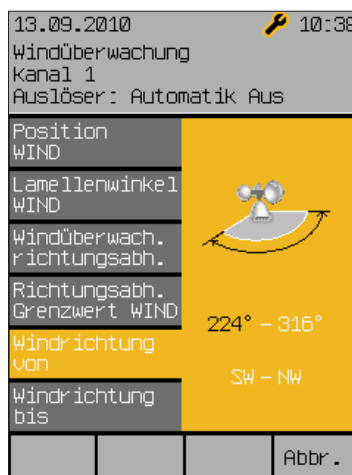 13.09.2010 10:38
Windüberwachung
Kanal 1
Auslöser: Automatik Aus
Position
WIND
Lamellenwinkel
WIND
Windüberwach.
richtungsabh.
Richtungsabh.
Grenzwert WIND
Windrichtung
von
Windrichtung
bis
224° – 316°
SW – NW
Abbr.